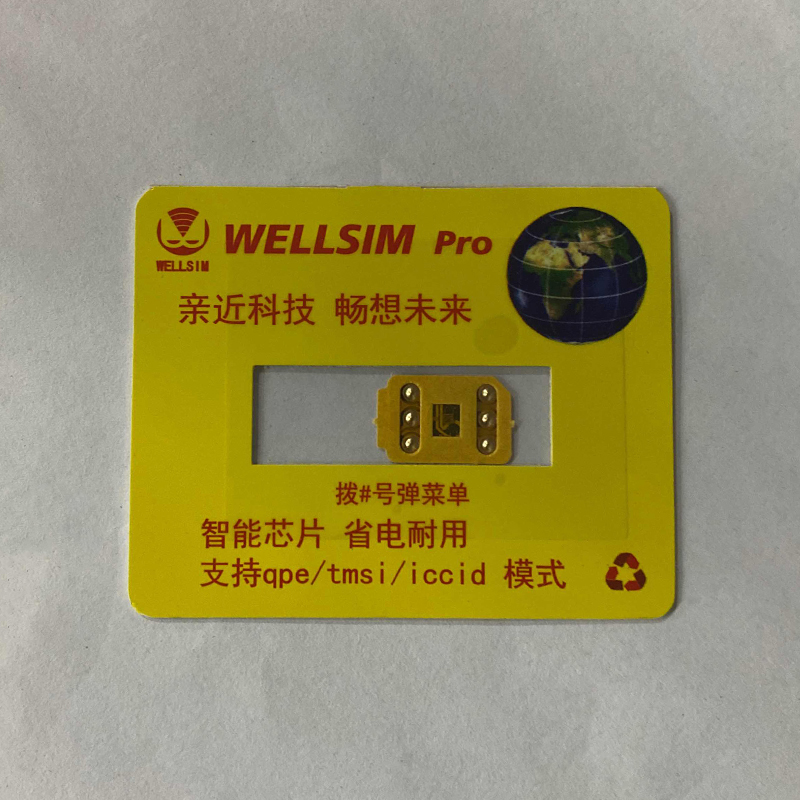 WELLSIM Pro
WELLSIM
亲近科技 畅想未来
拨#号弹菜单
智能芯片 省电耐用
支持qpe/tmsi/iccid 模式